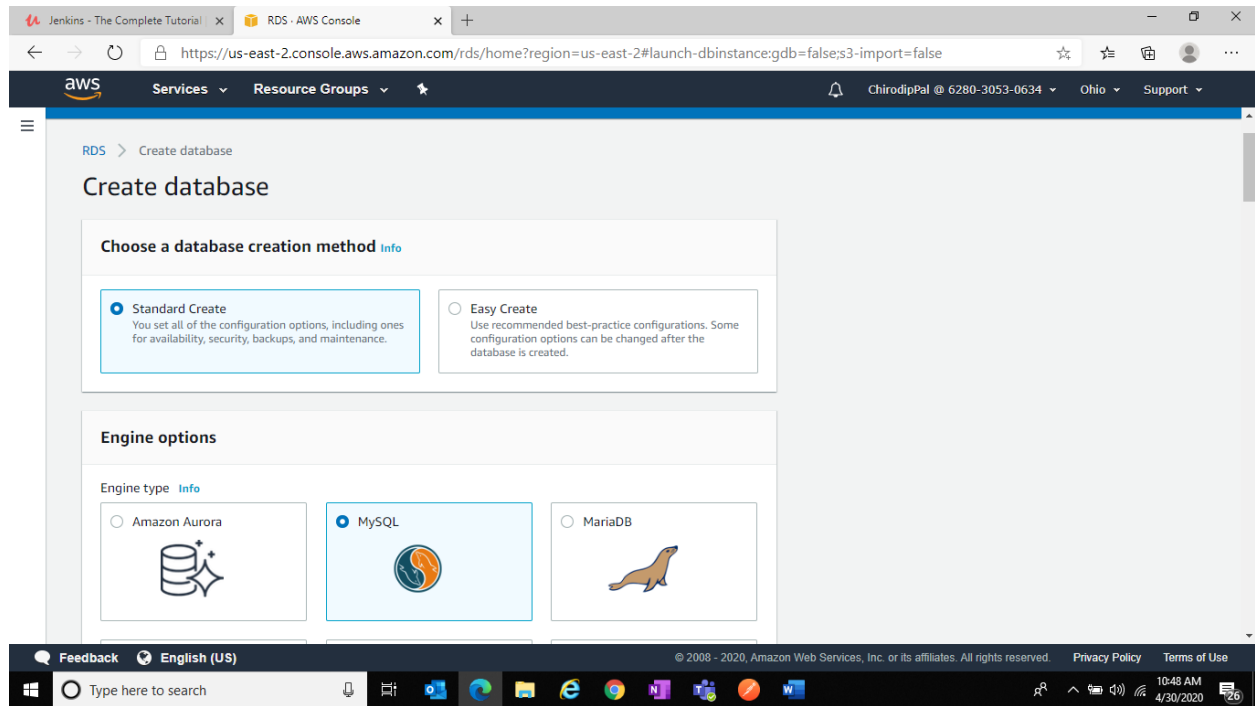 Jenkins - The Complete Tutorial
RDS · AWS Console
https://us-east-2.console.aws.amazon.com/rds/home?region=us-east-2#launch-dbinstance:gdb=false;s3-import=false
aws
Services
Resource Groups
ChirodipPal @ 6280-3053-0634
Ohio
Support
RDS > Create database
Create database
Choose a database creation method Info
Standard Create
You set all of the configuration options, including ones
for availability, security, backups, and maintenance.
Easy Create
Use recommended best-practice configurations. Some
configuration options can be changed after the
database is created.
Engine options
Engine type Info
Amazon Aurora
MySQL
MariaDB
Feedback
English (US)
© 2008 - 2020, Amazon Web Services, Inc. or its affiliates. All rights reserved.
Privacy Policy
Terms of Use
Type here to search
10:48 AM
4/30/2020
26